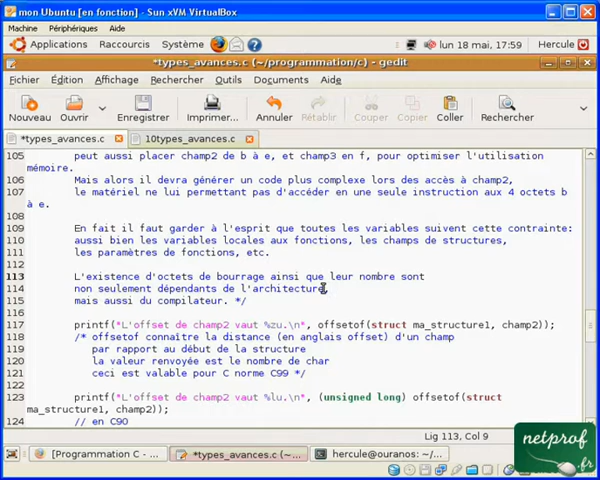 mon Ubuntu [en fonction] - Sun xVM VirtualBox
Machine Périphériques Aide
Applications Raccourcis Système lun 18 mai, 17:59 Hercule
*types_avances.c (~/programmation/c) - gedit
Fichier Édition Affichage Rechercher Outils Documents Aide
Nouveau Ouvrir Enregistrer Imprimer... Annuler Rétablir Couper Copier Coller Rechercher
*types_avances.c 10types_avances.c
105 peut aussi placer champ2 de b à e, et champ3 en f, pour optimiser l'utilisation
mémoire.
106 Mais alors il devra générer un code plus complexe lors des accès à champ2,
107 le matériel ne lui permettant pas d'accéder en une seule instruction aux 4 octets b
à e.
108
109 En fait il faut garder à l'esprit que toutes les variables suivent cette contrainte:
110 aussi bien les variables locales aux fonctions, les champs de structures,
111 les paramètres de fonctions, etc.
112
113 L'existence d'octets de bourrage ainsi que leur nombre sont
114 non seulement dépendants de l'architecture,
115 mais aussi du compilateur. */
116
117 printf("L'offset de champ2 vaut %zu.\n", offsetof(struct ma_structure1, champ2));
118 /* offsetof connaître la distance (en anglais offset) d'un champ
119 par rapport au début de la structure
120 la valeur renvoyée est le nombre de char
121 ceci est valable pour C norme C99 */
122
123 printf("L'offset de champ2 vaut %lu.\n", (unsigned long) offsetof(struct
ma_structure1, champ2));
124 // en C90
Lig 113, Col 9
[Programmation C - ... *types_avances.c (~... hercule@ouranos: ~/...
netprof
.fr